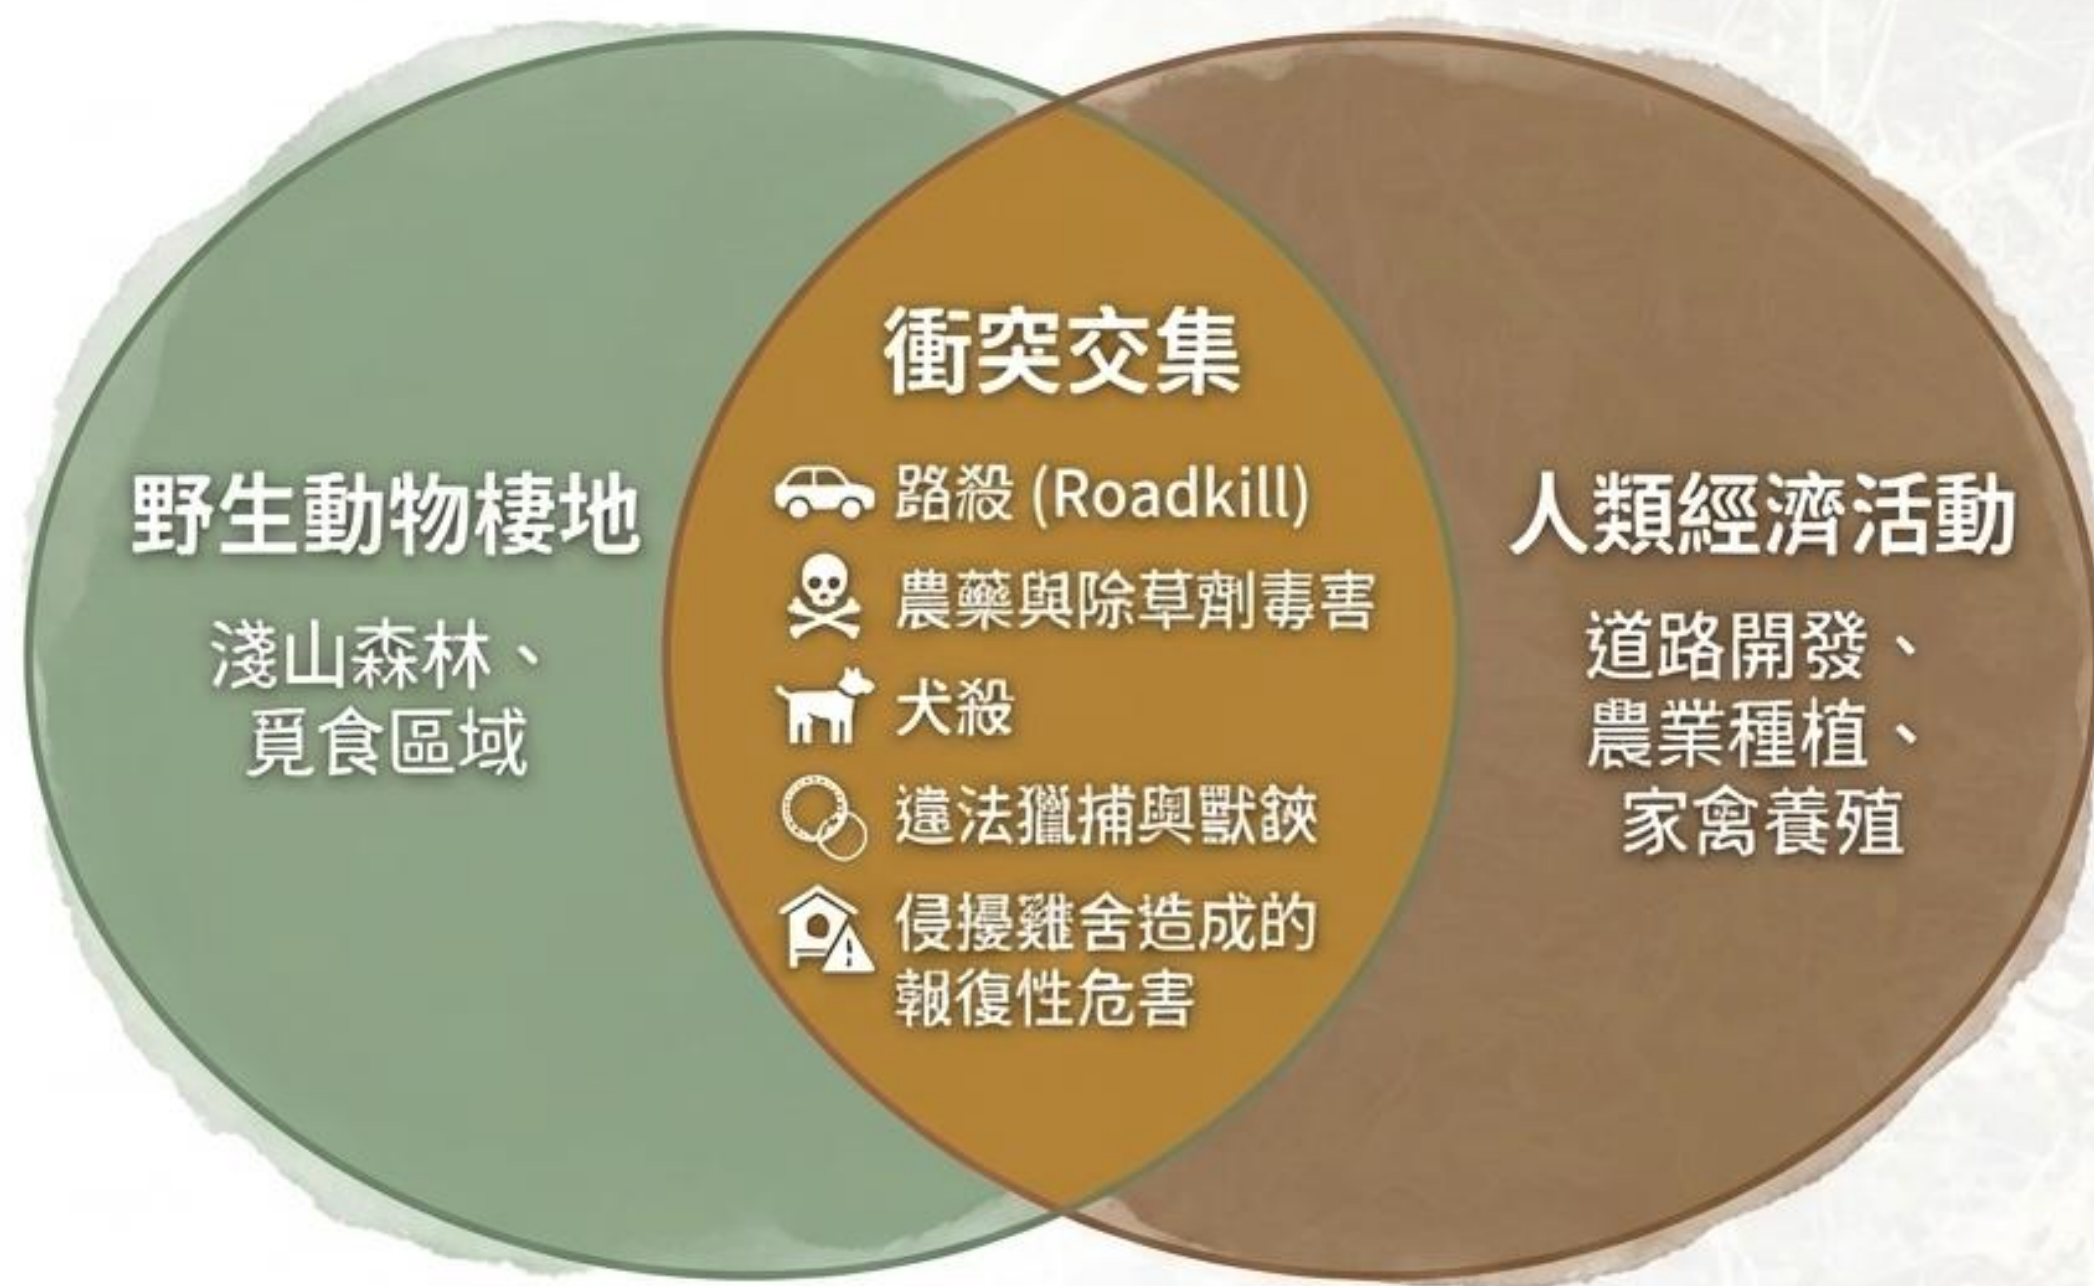 野生動物棲地
淺山森林、
覓食區域
衝突交集
路殺 (Roadkill)
農藥與除草劑毒害
犬殺
違法獵捕與獸鋏
侵擾雞舍造成的
報復性危害
人類經濟活動
道路開發、
農業種植、
家禽養殖